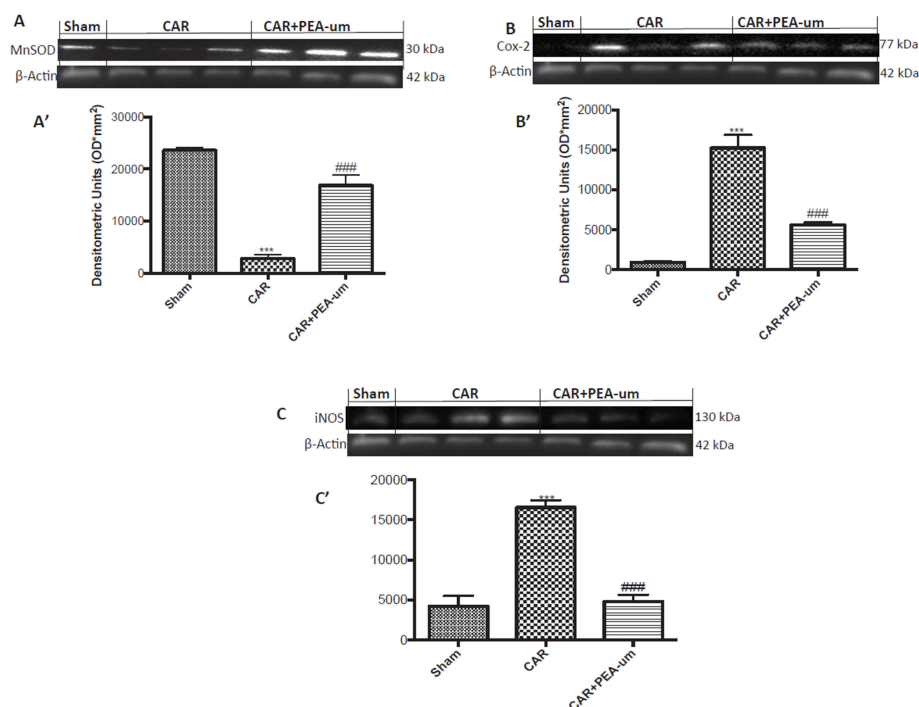 A
Sham CAR CAR+PEA-um
MnSOD 30 kDa
β-Actin 42 kDa
A’
Densitometric Units (OD*mm²)
30000
20000
10000
0
***
###
Sham
CAR
CAR+PEA-um
B
Sham CAR CAR+PEA-um
Cox-2 77 kDa
β-Actin 42 kDa
B’
Densitometric Units (OD*mm²)
20000
15000
10000
5000
0
***
###
Sham
CAR
CAR+PEA-um
C
Sham CAR CAR+PEA-um
iNOS 130 kDa
β-Actin 42 kDa
C’
20000
15000
10000
5000
0
***
###
Sham
CAR
CAR+PEA-um